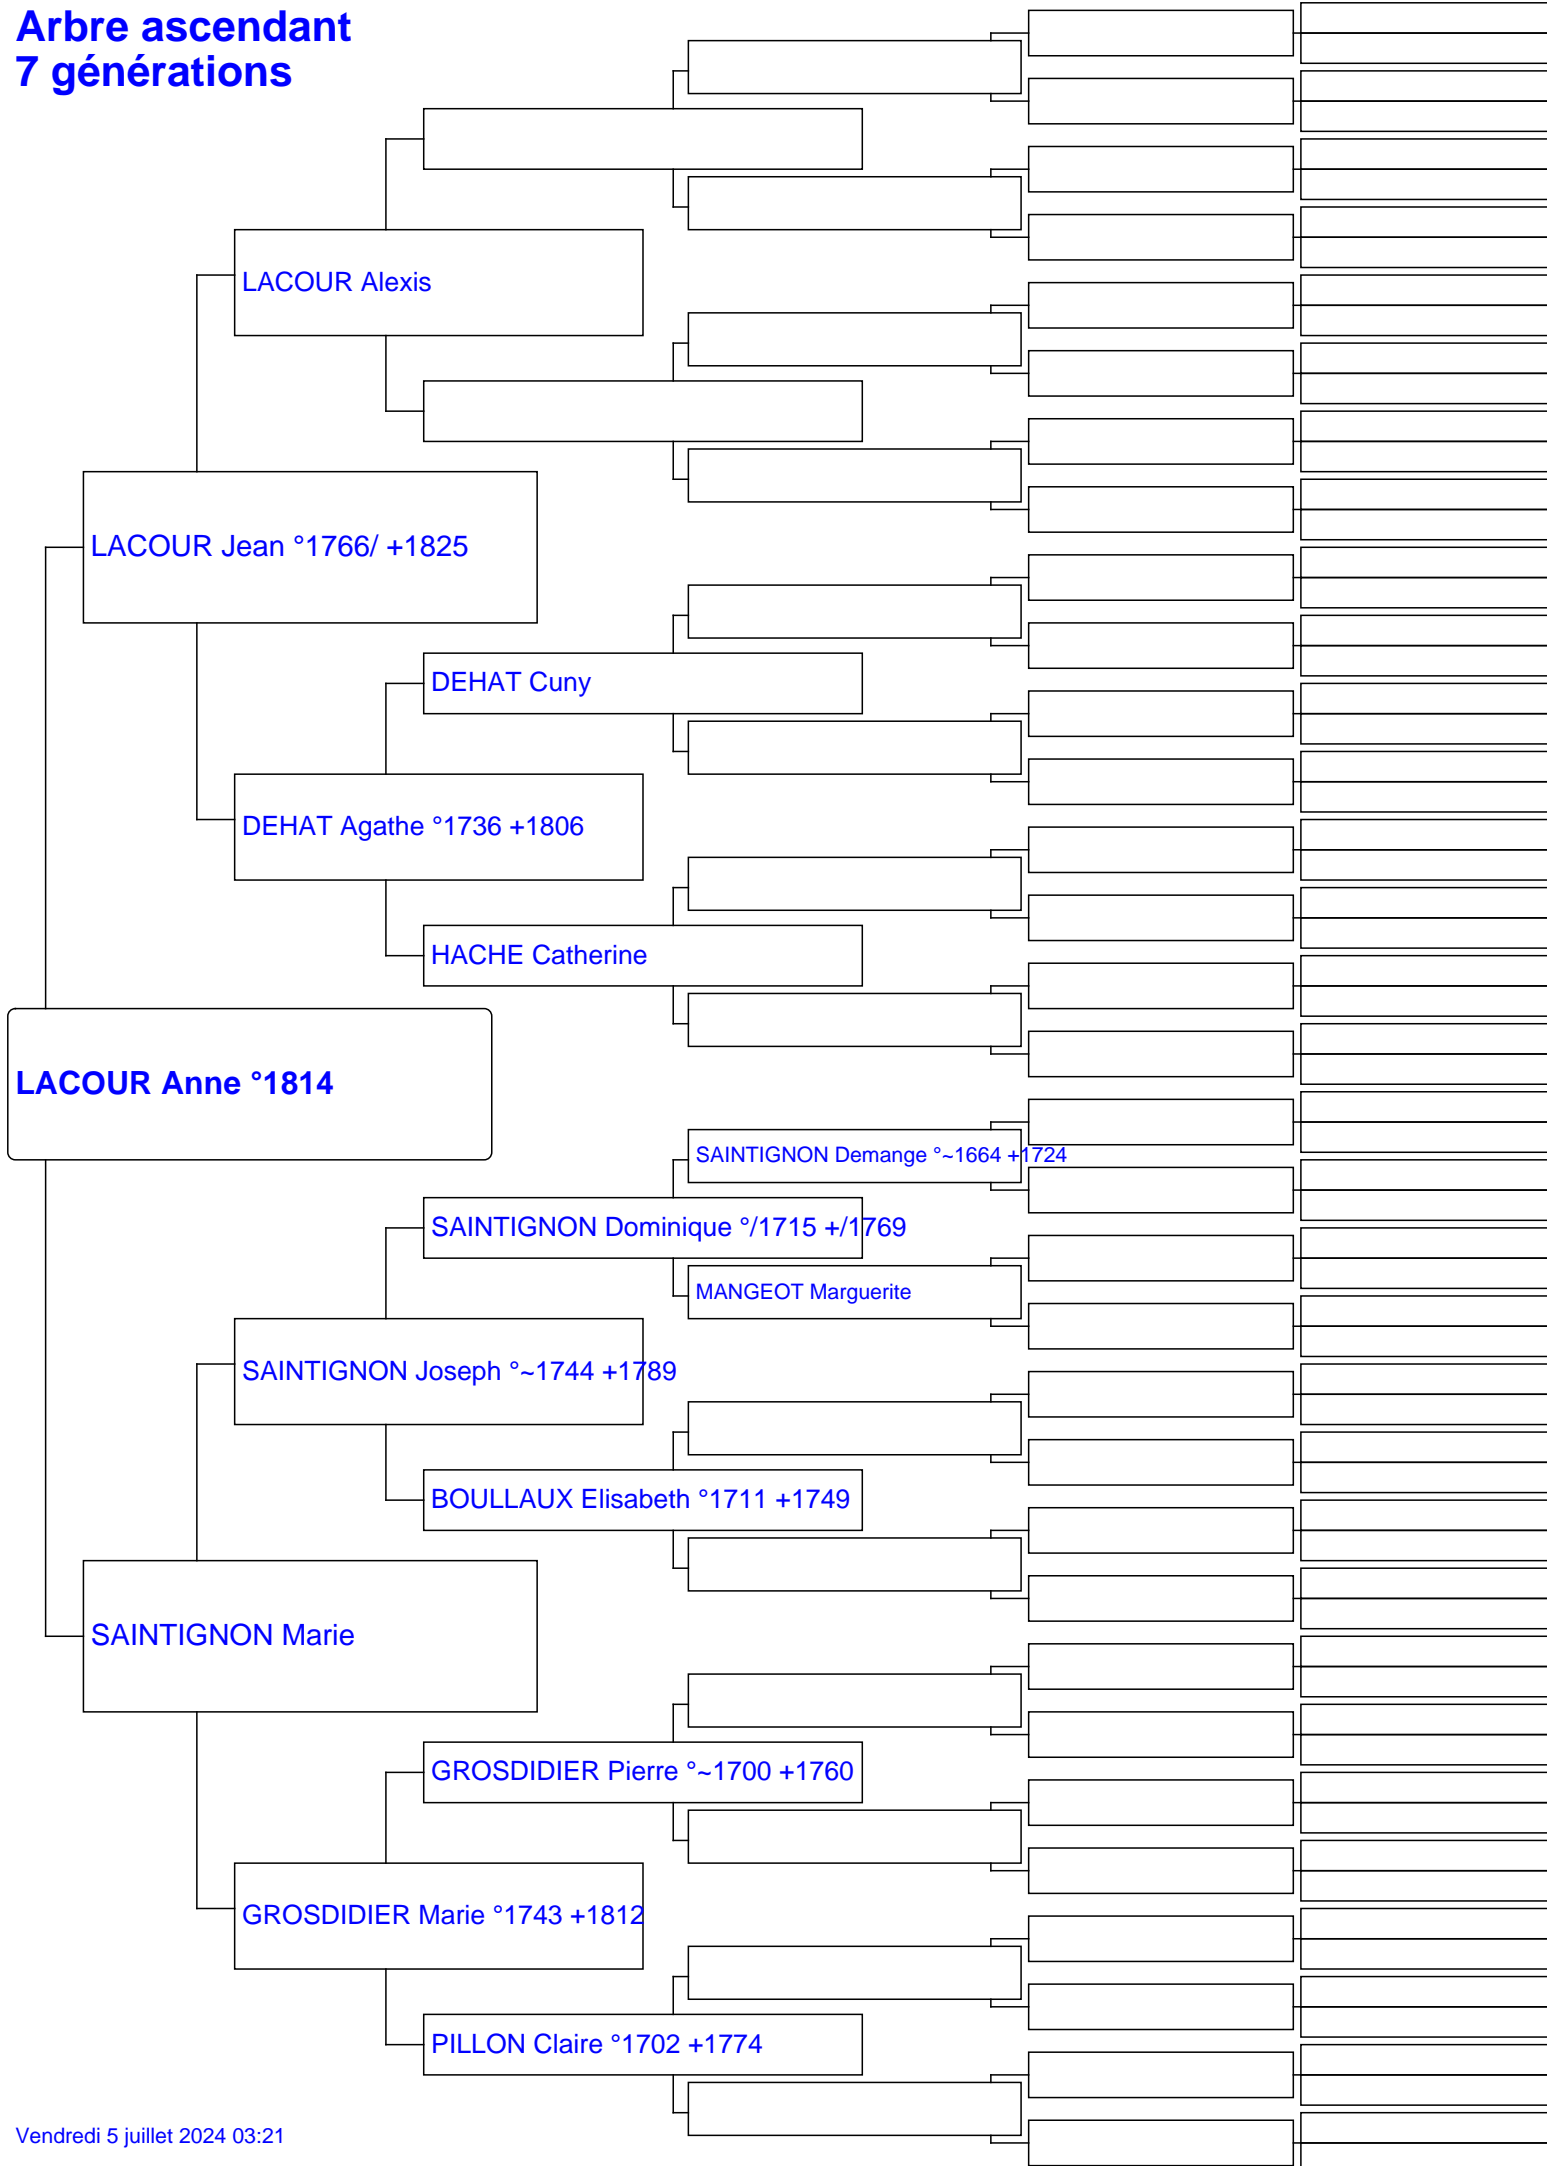 Arbre ascendant
7 générations
LACOUR Alexis
LACOUR Jean °1766/ +1825
DEHAT Cuny
DEHAT Agathe °1736 +1806
HACHE Catherine
LACOUR Anne °1814
SAINTIGNON Demange °~1664 +1724
SAINTIGNON Dominique °/1715 +/1769
MANGEOT Marguerite
SAINTIGNON Joseph °~1744 +1789
BOULLAUX Elisabeth °1711 +1749
SAINTIGNON Marie
GROSDIDIER Pierre °~1700 +1760
GROSDIDIER Marie °1743 +1812
PILLON Claire °1702 +1774
Vendredi 5 juillet 2024 03:21